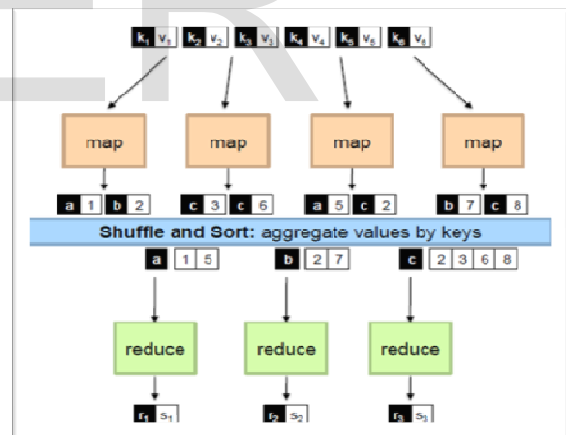 k1 v1 k2 v2 k3 v3 k4 v4 k5 v5 k6 v6
map map map map
a 1 b 2 c 3 c 6 a 5 c 2 b 7 c 8
Shuffle and Sort: aggregate values by keys
a 1 5 b 2 7 c 2 3 6 8
reduce reduce reduce
r1 s1 r2 s2 r3 s3